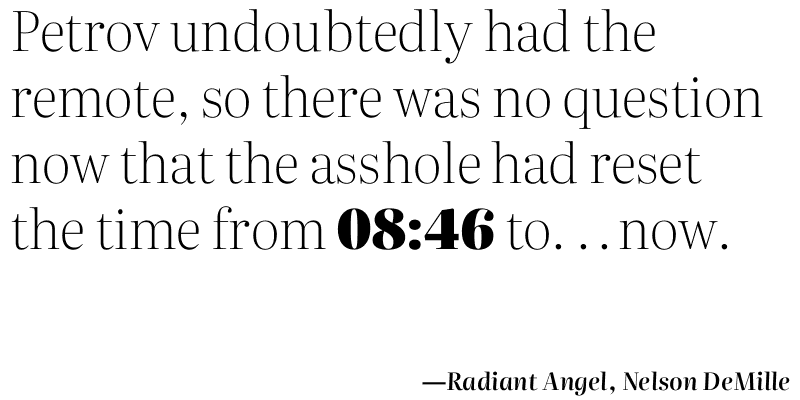 Petrov undoubtedly had the
remote, so there was no question
now that the asshole had reset
the time from 08:46 to. . . now.
—Radiant Angel, Nelson DeMille